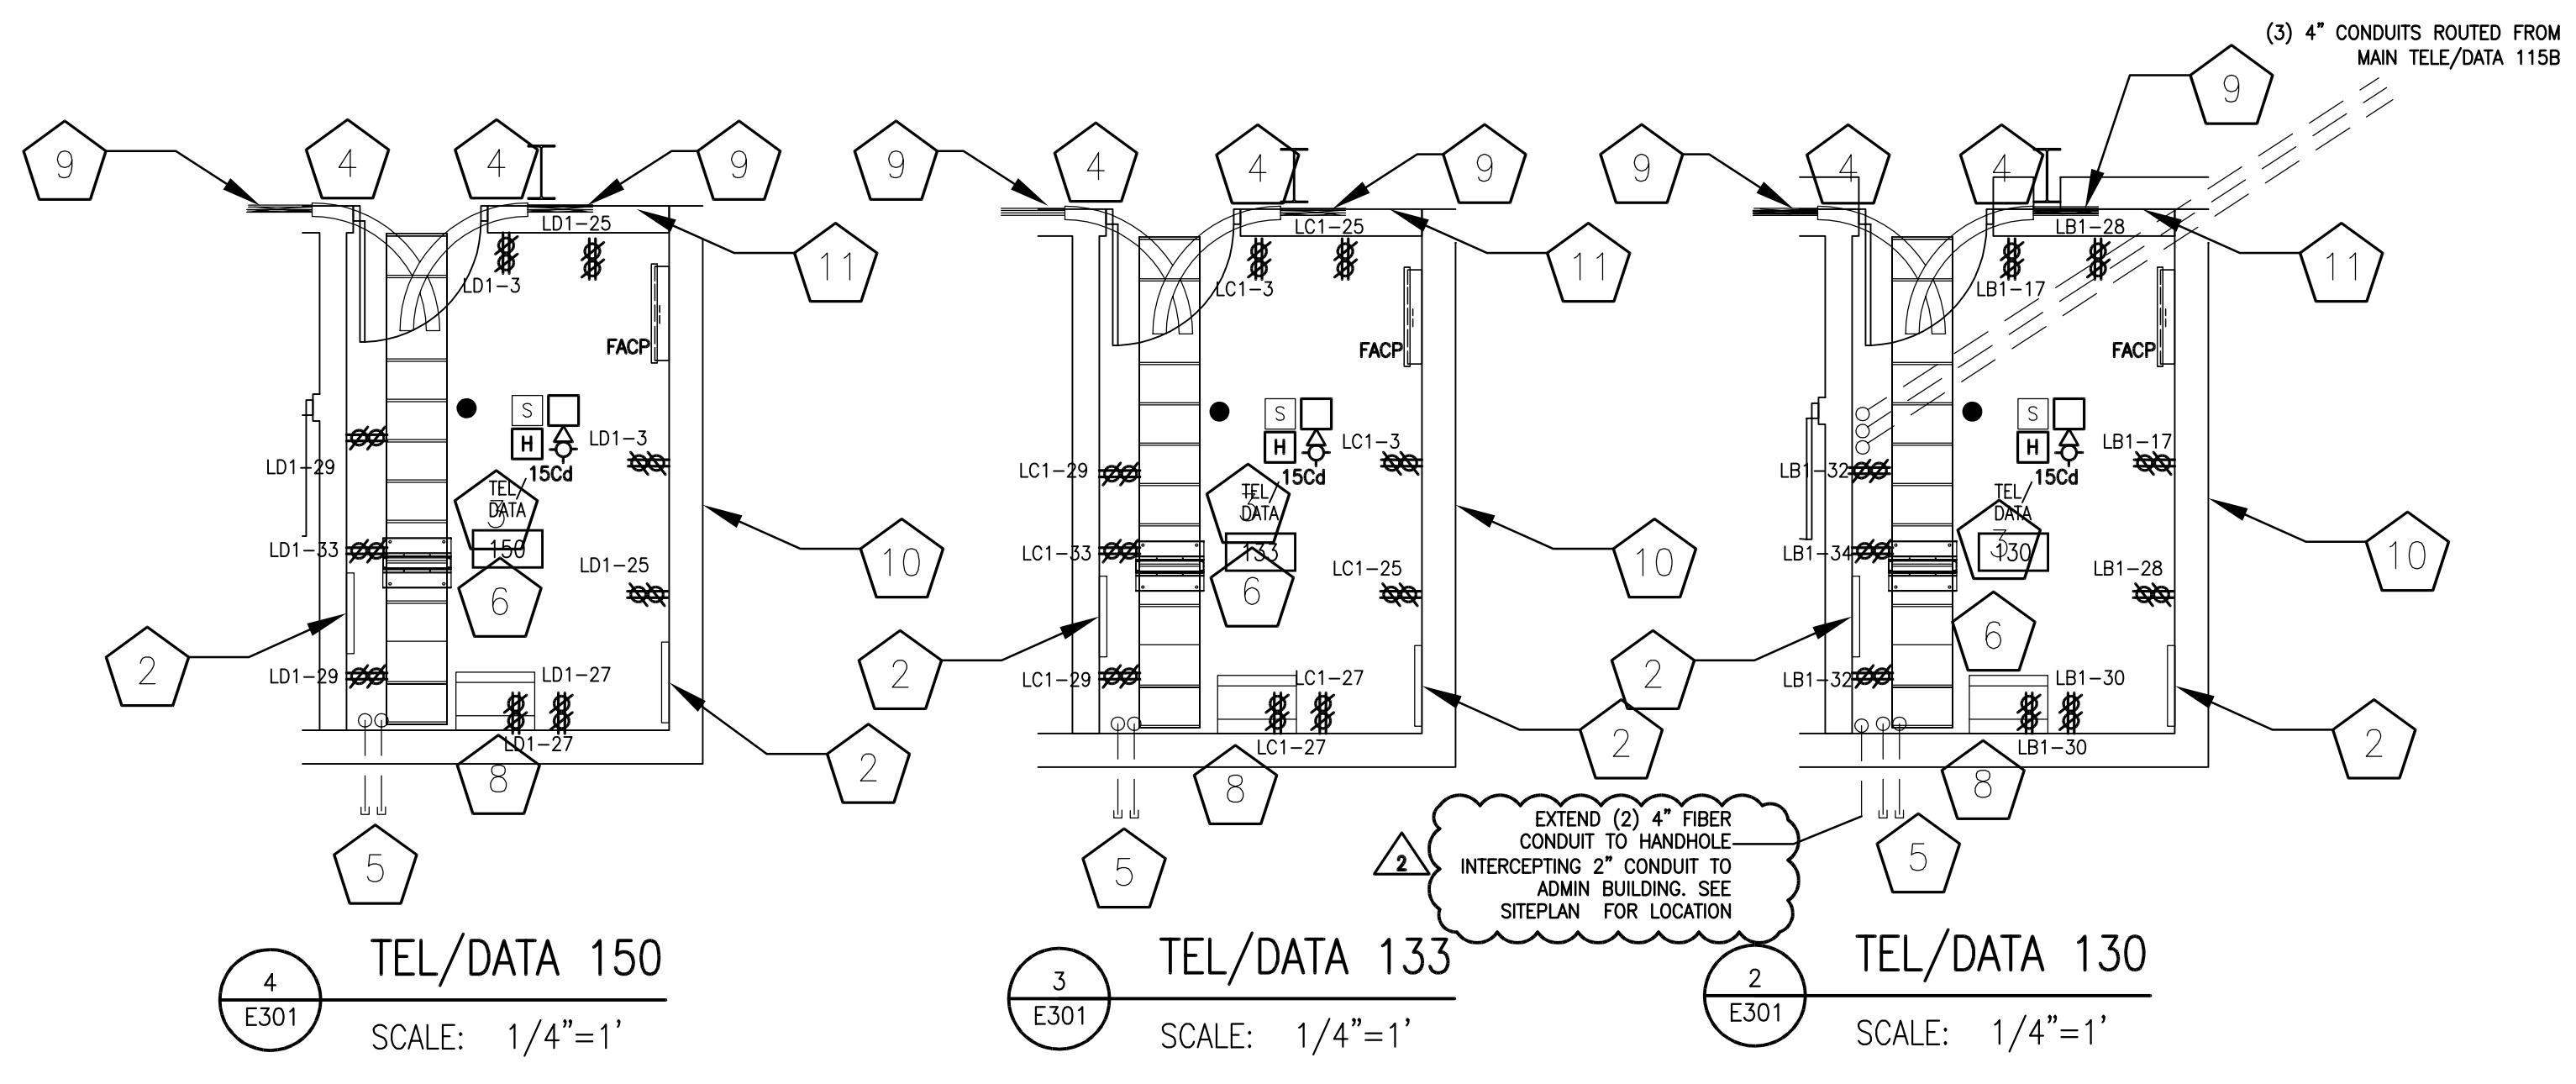 (3) 4" CONDUITS ROUTED FROM
MAIN TELE/DATA 115B
9
4
4
9
LD1-25
LD1-3
11
FACP
S
H
15Cd
LD1-3
LD1-29
TEL/
DATA
3
150
LD1-33
LD1-25
10
6
2
LD1-29
LD1-27
LD1-27
2
8
5
4
E301
TEL/DATA 150
SCALE: 1/4"=1'
9
4
4
9
LC1-25
LC1-3
11
FACP
S
H
15Cd
LC1-3
LC1-29
TEL/
DATA
3
133
LC1-33
LC1-25
10
6
2
LC1-29
LC1-27
LC1-27
2
8
5
3
E301
TEL/DATA 133
SCALE: 1/4"=1'
9
4
4
9
LB1-28
LB1-17
11
FACP
S
H
15Cd
LB1-17
LB1-32
TEL/
DATA
3
130
LB1-34
LB1-28
10
6
2
LB1-32
LB1-30
LB1-30
2
8
5
2
EXTEND (2) 4" FIBER
CONDUIT TO HANDHOLE
INTERCEPTING 2" CONDUIT TO
ADMIN BUILDING. SEE
SITEPLAN FOR LOCATION
2
E301
TEL/DATA 130
SCALE: 1/4"=1'